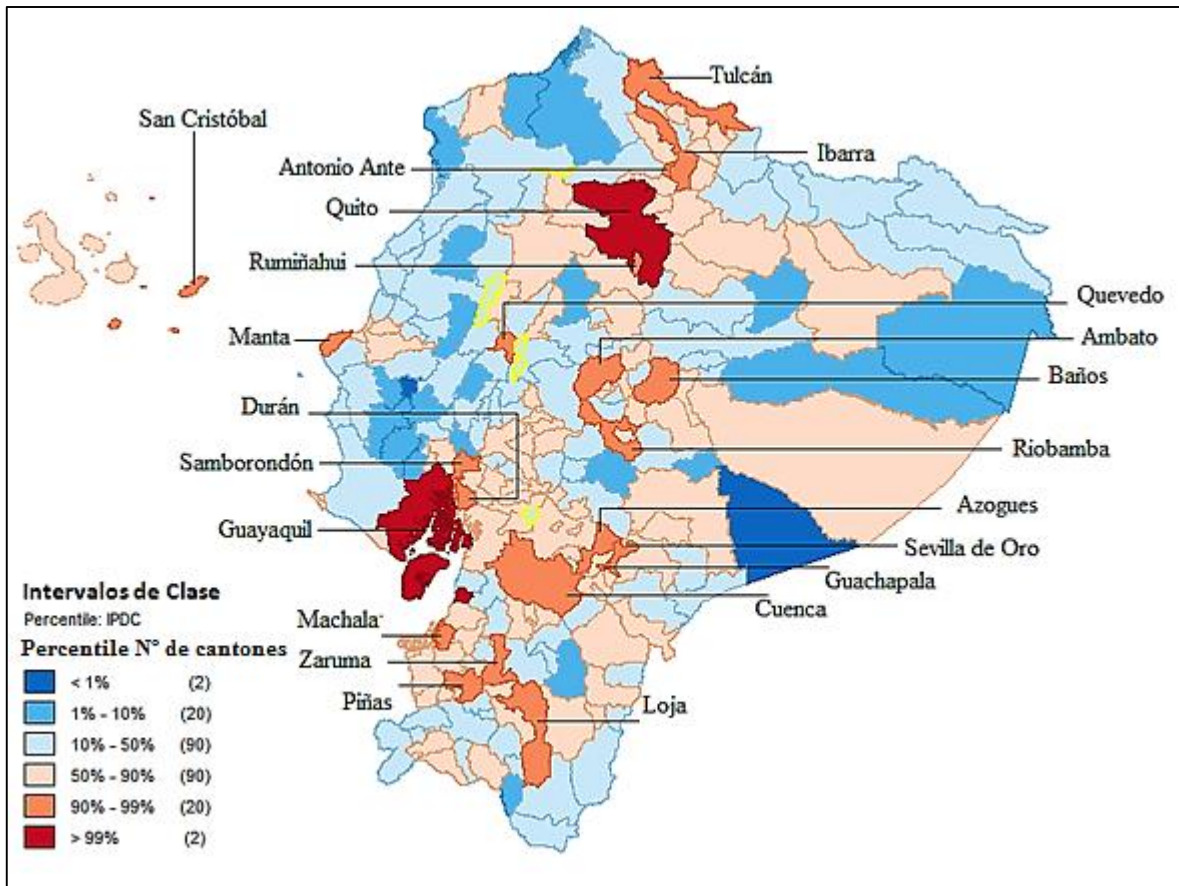 Tulcán
San Cristóbal
Ibarra
Antonio Ante
Quito
Rumiñahui
Quevedo
Manta
Ambato
Baños
Durán
Samborondón
Riobamba
Azogues
Guayaquil
Sevilla de Oro
Guachapala
Cuenca
Machala
Zaruma
Piñas
Loja
Intervalos de Clase
Percentile: IPDC
Percentile N° de cantones
< 1% (2)
1% - 10% (20)
10% - 50% (90)
50% - 90% (90)
90% - 99% (20)
> 99% (2)